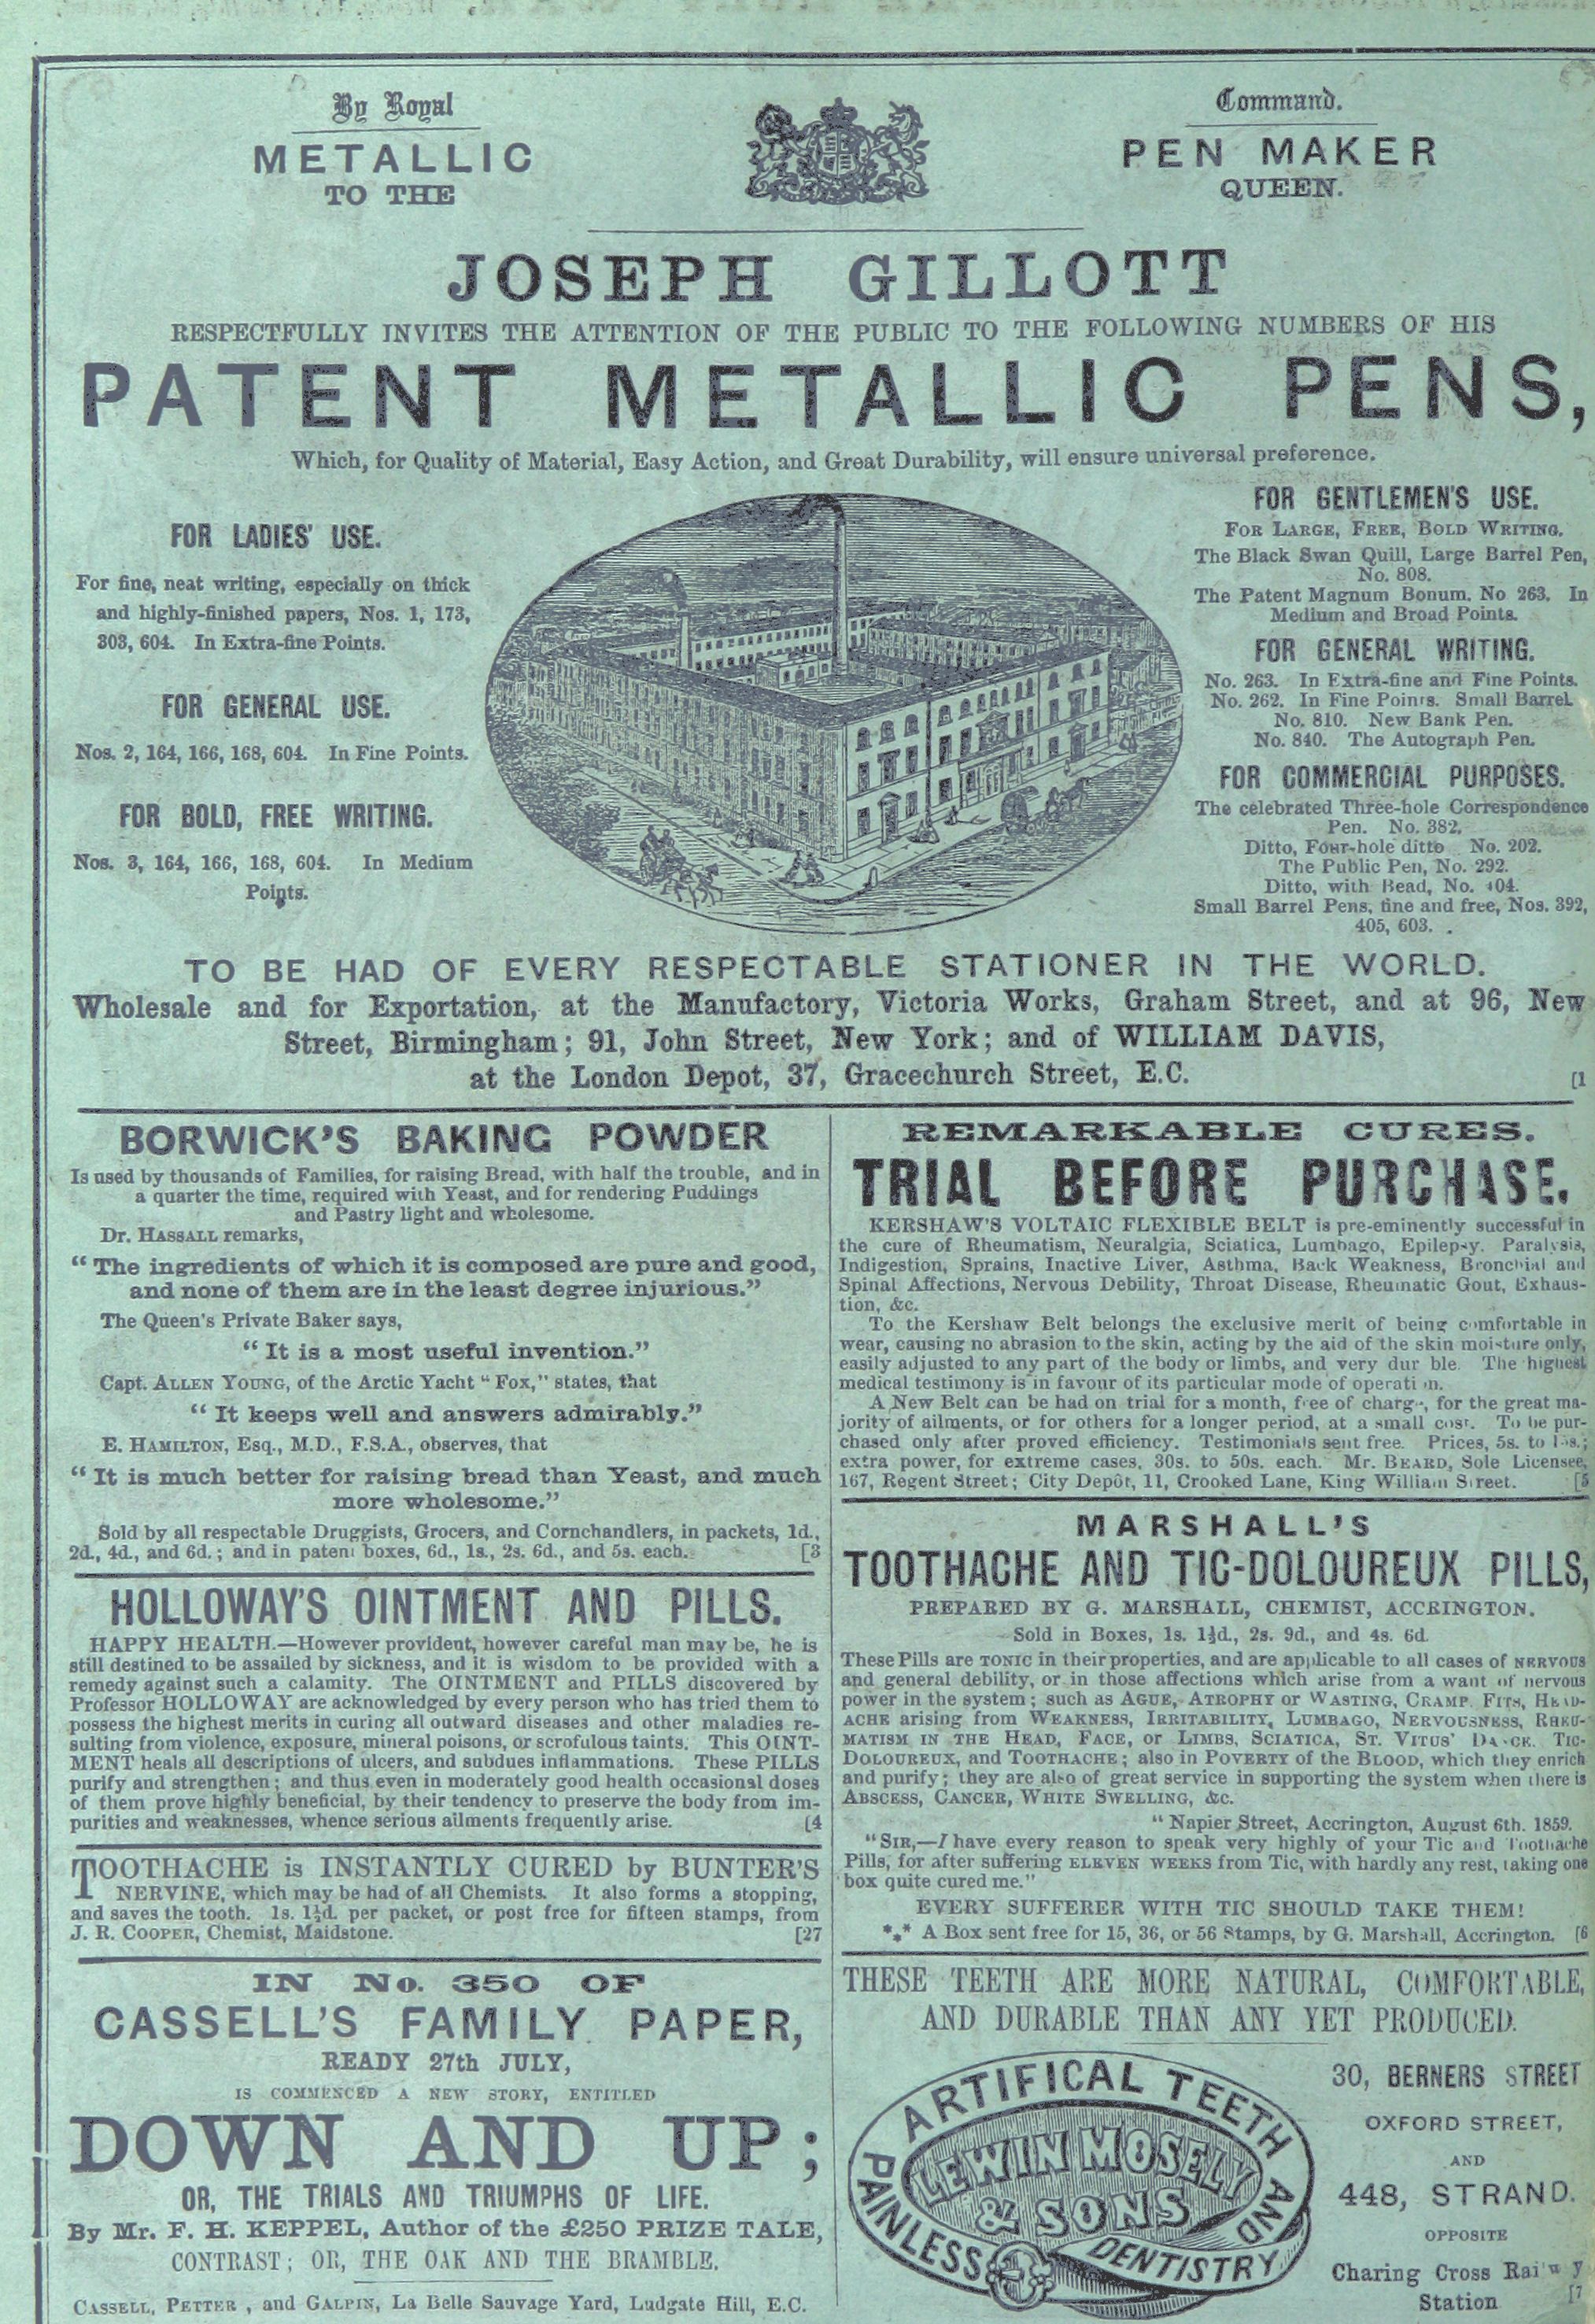 By Royal Command.
METALLIC PEN MAKER
TO THE QUEEN.
JOSEPH GILLOTT
RESPECTFULLY INVITES THE ATTENTION OF THE PUBLIC TO THE FOLLOWING NUMBERS OF HIS
PATENT METALLIC PENS,
Which, for Quality of Material, Easy Action, and Great Durability, will ensure universal preference.
FOR LADIES' USE.
For fine, neat writing, especially on thick
and highly-finished papers, Nos. 1, 173,
303, 604. In Extra-fine Points.
FOR GENERAL USE.
Nos. 2, 164, 166, 168, 604. In Fine Points.
FOR BOLD, FREE WRITING.
Nos. 3, 164, 166, 168, 604. In Medium
Points.
FOR GENTLEMEN'S USE.
FOR LARGE, FREE, BOLD WRITING.
The Black Swan Quill, Large Barrel Pen,
No. 808.
The Patent Magnum Bonum. No 263. In
Medium and Broad Points.
FOR GENERAL WRITING.
No. 263. In Extra-fine and Fine Points.
No. 262. In Fine Points. Small Barrel.
No. 810. New Bank Pen.
No. 840. The Autograph Pen.
FOR COMMERCIAL PURPOSES.
The celebrated Three-hole Correspondence
Pen. No. 382.
Ditto, Four-hole ditto No. 202.
The Public Pen, No. 292.
Ditto, with Bead, No. 404.
Small Barrel Pens, fine and free, Nos. 392,
405, 603.
TO BE HAD OF EVERY RESPECTABLE STATIONER IN THE WORLD.
Wholesale and for Exportation, at the Manufactory, Victoria Works, Graham Street, and at 96, New
Street, Birmingham; 91, John Street, New York; and of WILLIAM DAVIS,
at the London Depot, 37, Gracechurch Street, E.C. [1
BORWICK'S BAKING POWDER
Is used by thousands of Families, for raising Bread, with half the trouble, and in
a quarter the time, required with Yeast, and for rendering Puddings
and Pastry light and wholesome.
Dr. HASSALL remarks,
"The ingredients of which it is composed are pure and good,
and none of them are in the least degree injurious."
The Queen's Private Baker says,
"It is a most useful invention."
Capt. ALLEN YOUNG, of the Arctic Yacht "Fox," states, that
"It keeps well and answers admirably."
E. HAMILTON, Esq., M.D., F.S.A., observes, that
"It is much better for raising bread than Yeast, and much
more wholesome."
Sold by all respectable Druggists, Grocers, and Cornchandlers, in packets, 1d.,
2d., 4d., and 6d.; and in patent boxes, 6d., 1s., 2s. 6d., and 5s. each. [3
HOLLOWAY'S OINTMENT AND PILLS.
HAPPY HEALTH.—However provident, however careful man may be, he is
still destined to be assailed by sickness, and it is wisdom to be provided with a
remedy against such a calamity. The OINTMENT and PILLS discovered by
Professor HOLLOWAY are acknowledged by every person who has tried them to
possess the highest merits in curing all outward diseases and other maladies re-
sulting from violence, exposure, mineral poisons, or scrofulous taints. This OINT-
MENT heals all descriptions of ulcers, and subdues inflammations. These PILLS
purify and strengthen; and thus even in moderately good health occasional doses
of them prove highly beneficial, by their tendency to preserve the body from im-
purities and weaknesses, whence serious ailments frequently arise. [4
TOOTHACHE is INSTANTLY CURED by BUNTER'S
NERVINE, which may be had of all Chemists. It also forms a stopping,
and saves the tooth. 1s. 1½d. per packet, or post free for fifteen stamps, from
J. R. COOPER, Chemist, Maidstone. [27
IN No. 350 OF
CASSELL'S FAMILY PAPER,
READY 27th JULY,
IS COMMENCED A NEW STORY, ENTITLED
DOWN AND UP;
OR, THE TRIALS AND TRIUMPHS OF LIFE.
By Mr. F. H. KEPPEL, Author of the £250 PRIZE TALE,
CONTRAST; OR, THE OAK AND THE BRAMBLE.
CASSELL, PETTER, and GALPIN, La Belle Sauvage Yard, Ludgate Hill, E.C.
REMARKABLE CURES.
TRIAL BEFORE PURCHASE.
KERSHAW'S VOLTAIC FLEXIBLE BELT is pre-eminently successful in
the cure of Rheumatism, Neuralgia, Sciatica, Lumbago, Epilepsy. Paralysis,
Indigestion, Sprains, Inactive Liver, Asthma, Back Weakness, Bronchial and
Spinal Affections, Nervous Debility, Throat Disease, Rheumatic Gout, Exhaus-
tion, &c.
To the Kershaw Belt belongs the exclusive merit of being comfortable in
wear, causing no abrasion to the skin, acting by the aid of the skin moisture only,
easily adjusted to any part of the body or limbs, and very durable. The highest
medical testimony is in favour of its particular mode of operation.
A New Belt can be had on trial for a month, free of charge, for the great ma-
jority of ailments, or for others for a longer period, at a small cost. To be pur-
chased only after proved efficiency. Testimonials sent free. Prices, 5s. to
extra power, for extreme cases, 30s. to 50s. each. Mr. BEARD, Sole Licensee,
167, Regent Street; City Depôt, 11, Crooked Lane, King William Street. [5
MARSHALL'S
TOOTHACHE AND TIC-DOLOUREUX PILLS,
PREPARED BY G. MARSHALL, CHEMIST, ACCRINGTON.
Sold in Boxes, 1s. 1½d., 2s. 9d., and 4s. 6d.
These Pills are TONIC in their properties, and are applicable to all cases of NERVOUS
and general debility, or in those affections which arise from a want of nervous
power in the system; such as AGUE, ATROPHY or WASTING, CRAMP. FITS, HEAD-
ACHE arising from WEAKNESS, IRRITABILITY, LUMBAGO, NERVOUSNESS, RHEU-
MATISM IN THE HEAD, FACE, or LIMBS, SCIATICA, ST. VITUS' DANCE. TIC-
DOLOUREUX, and TOOTHACHE; also in POVERTY of the BLOOD, which they enrich
and purify; they are also of great service in supporting the system when there is
ABSCESS, CANCER, WHITE SWELLING, &c.
"Napier Street, Accrington, August 6th. 1859.
"SIR,—I have every reason to speak very highly of your Tic and Toothache
Pills, for after suffering ELEVEN WEEKS from Tic, with hardly any rest, taking one
box quite cured me."
EVERY SUFFERER WITH TIC SHOULD TAKE THEM!
*** A Box sent free for 15, 36, or 56 Stamps, by G. Marshall, Accrington. [6
THESE TEETH ARE MORE NATURAL, COMFORTABLE,
AND DURABLE THAN ANY YET PRODUCED.
ARTIFICAL TEETH AND
PAINLESS DENTISTRY
LEWIN MOSELY
& SONS
30, BERNERS STREET
OXFORD STREET,
AND
448, STRAND.
OPPOSITE
Charing Cross Railway
Station [7